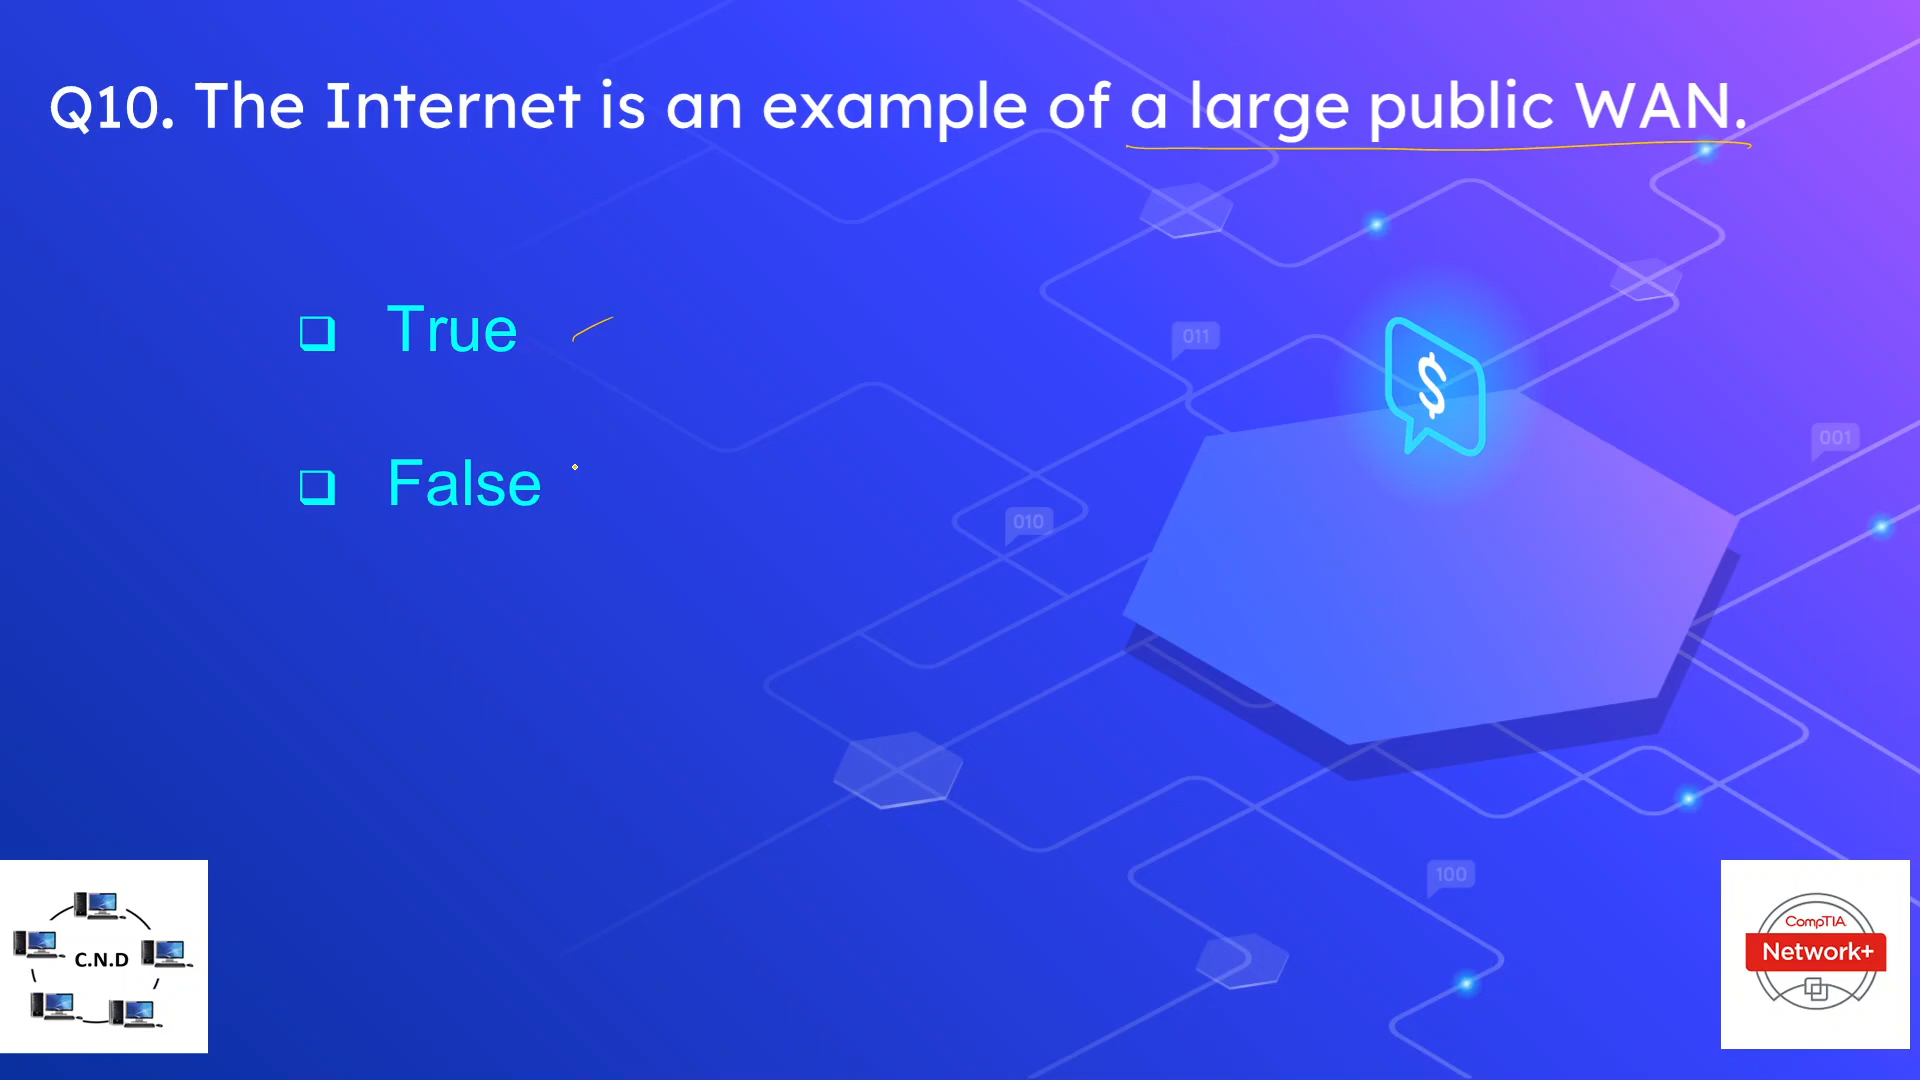 Q10. The Internet is an example of a large public WAN.
True
False
011
$
001
010
100
C.N.D
CompTIA
Network+